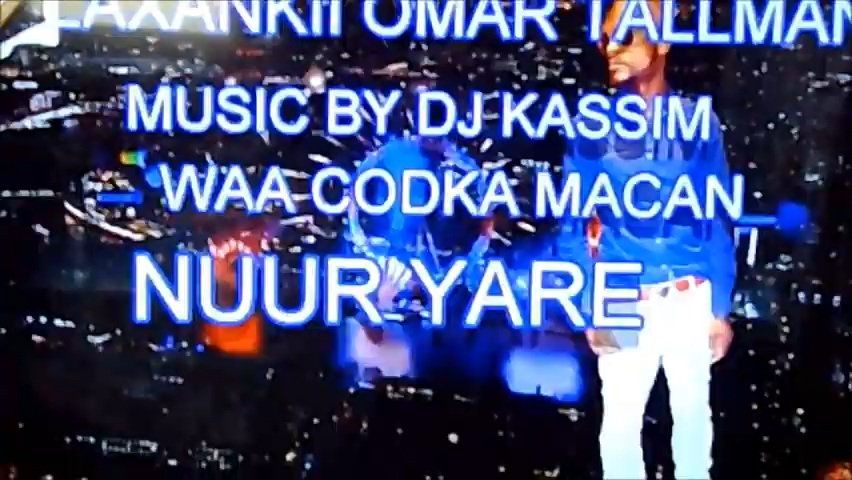 LAXANKII OMAR TALLMAN
MUSIC BY DJ KASSIM
WAA CODKA MACAN
NUUR YARE